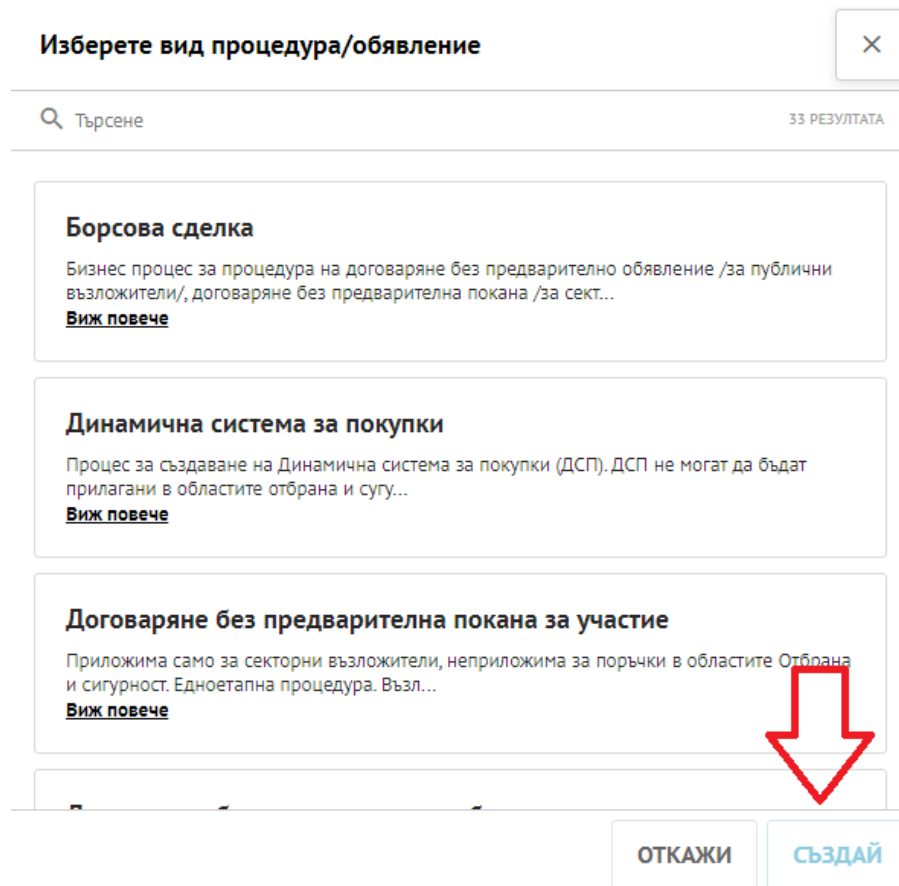 Изберете вид процедура/обявление
Търсене
33 РЕЗУЛТАТА
Борсова сделка
Бизнес процес за процедура на договаряне без предварително обявление /за публични
възложители/, договаряне без предварителна покана /за сект...
Виж повече
Динамична система за покупки
Процес за създаване на Динамична система за покупки (ДСП). ДСП не могат да бъдат
прилагани в областите отбрана и сугу...
Виж повече
Договаряне без предварителна покана за участие
Приложима само за секторни възложители, неприложима за поръчки в областите Отбрана
и сигурност. Едноетапна процедура. Възл...
Виж повече
ОТКАЖИ
СЪЗДАЙ